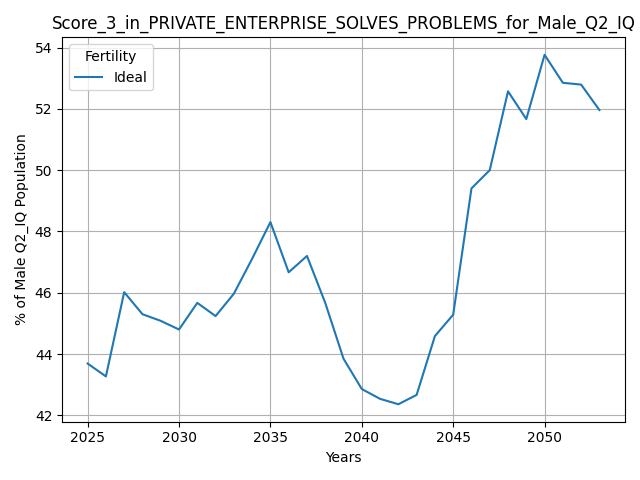 Score_3_in_PRIVATE_ENTERPRISE_SOLVES_PROBLEMS_for_Male_Q2_IQ
Fertility
Ideal
% of Male Q2_IQ Population
54
52
50
48
46
44
42
2025 2030 2035 2040 2045 2050
Years